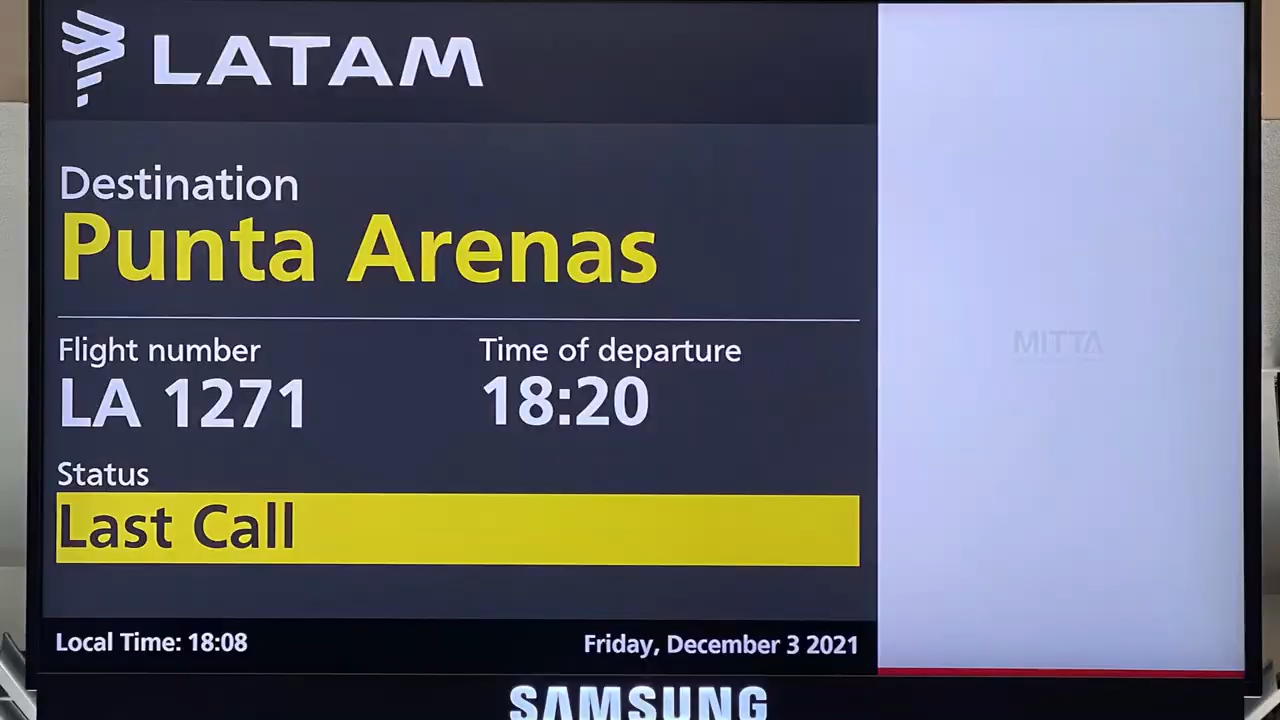 LATAM
Destination
Punta Arenas
Flight number
LA 1271
Time of departure
18:20
Status
Last Call
Local Time: 18:08
Friday, December 3 2021
MITTA
SAMSUNG